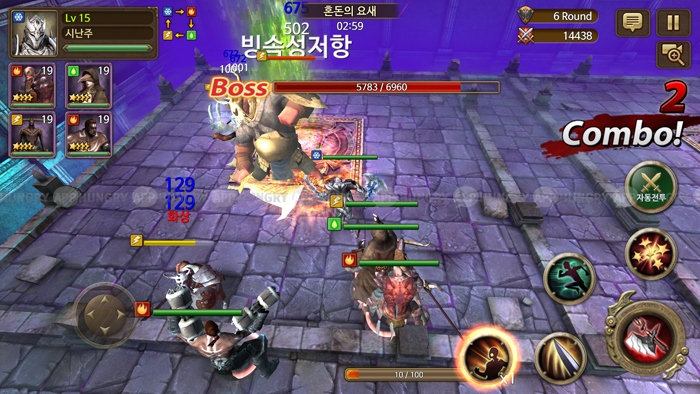 Lv 15
시난주
19
19
19
19
혼돈의 요새
02:59
675
502
빙속성저항
1001
Boss
5783 / 6960
6 Round
14438
2
Combo!
자동전투
129
129
화상
10 / 100